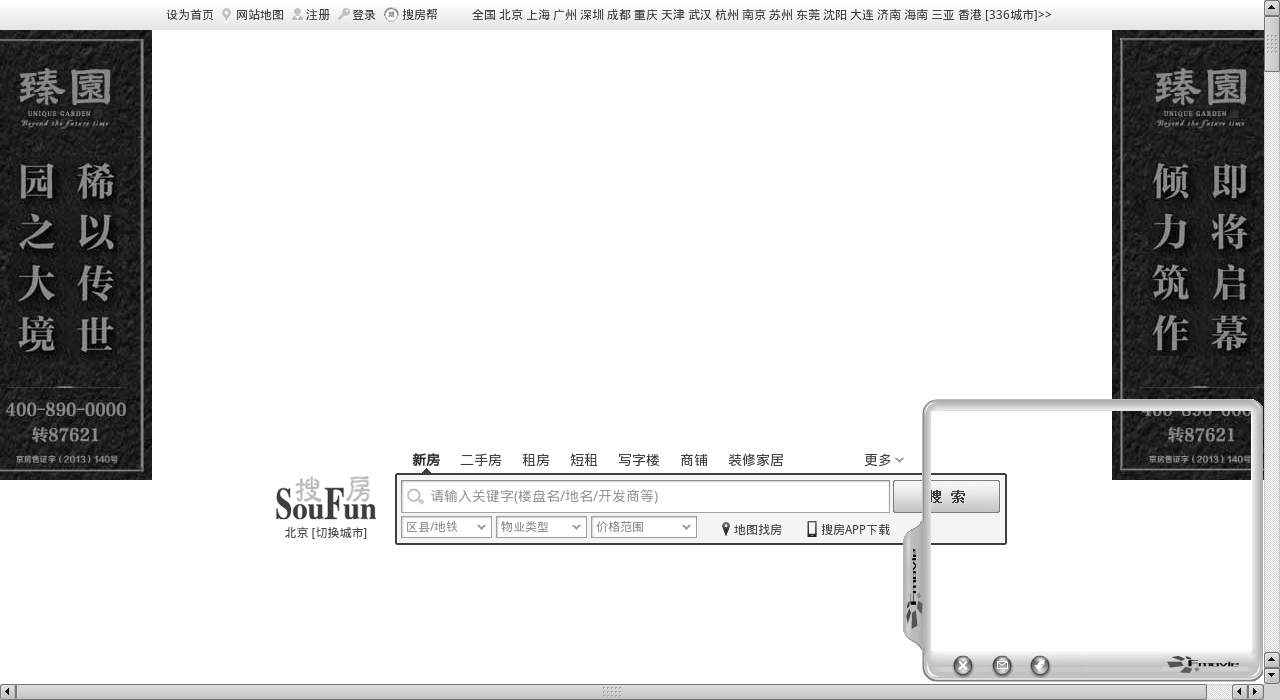 设为首页 网站地图 注册 登录 搜房帮 全国 北京 上海 广州 深圳 成都 重庆 天津 武汉 杭州 南京 苏州 东莞 沈阳 大连 济南 海南 三亚 香港 [336城市]>>
臻園
UNIQUE GARDEN
Beyond the future time
稀以传世
园之大境
400-890-0000
转87621
京房售证字(2013)140号
臻園
UNIQUE GARDEN
Beyond the future time
即将启幕
倾力筑作
400-890-0000
转87621
京房售证字(2013)140号
新房 二手房 租房 短租 写字楼 商铺 装修家居 更多
搜房
SouFun
北京 [切换城市]
请输入关键字(楼盘名/地名/开发商等)
搜 索
区县/地铁 物业类型 价格范围 地图找房 搜房APP下载
Fmovie
Fmovie